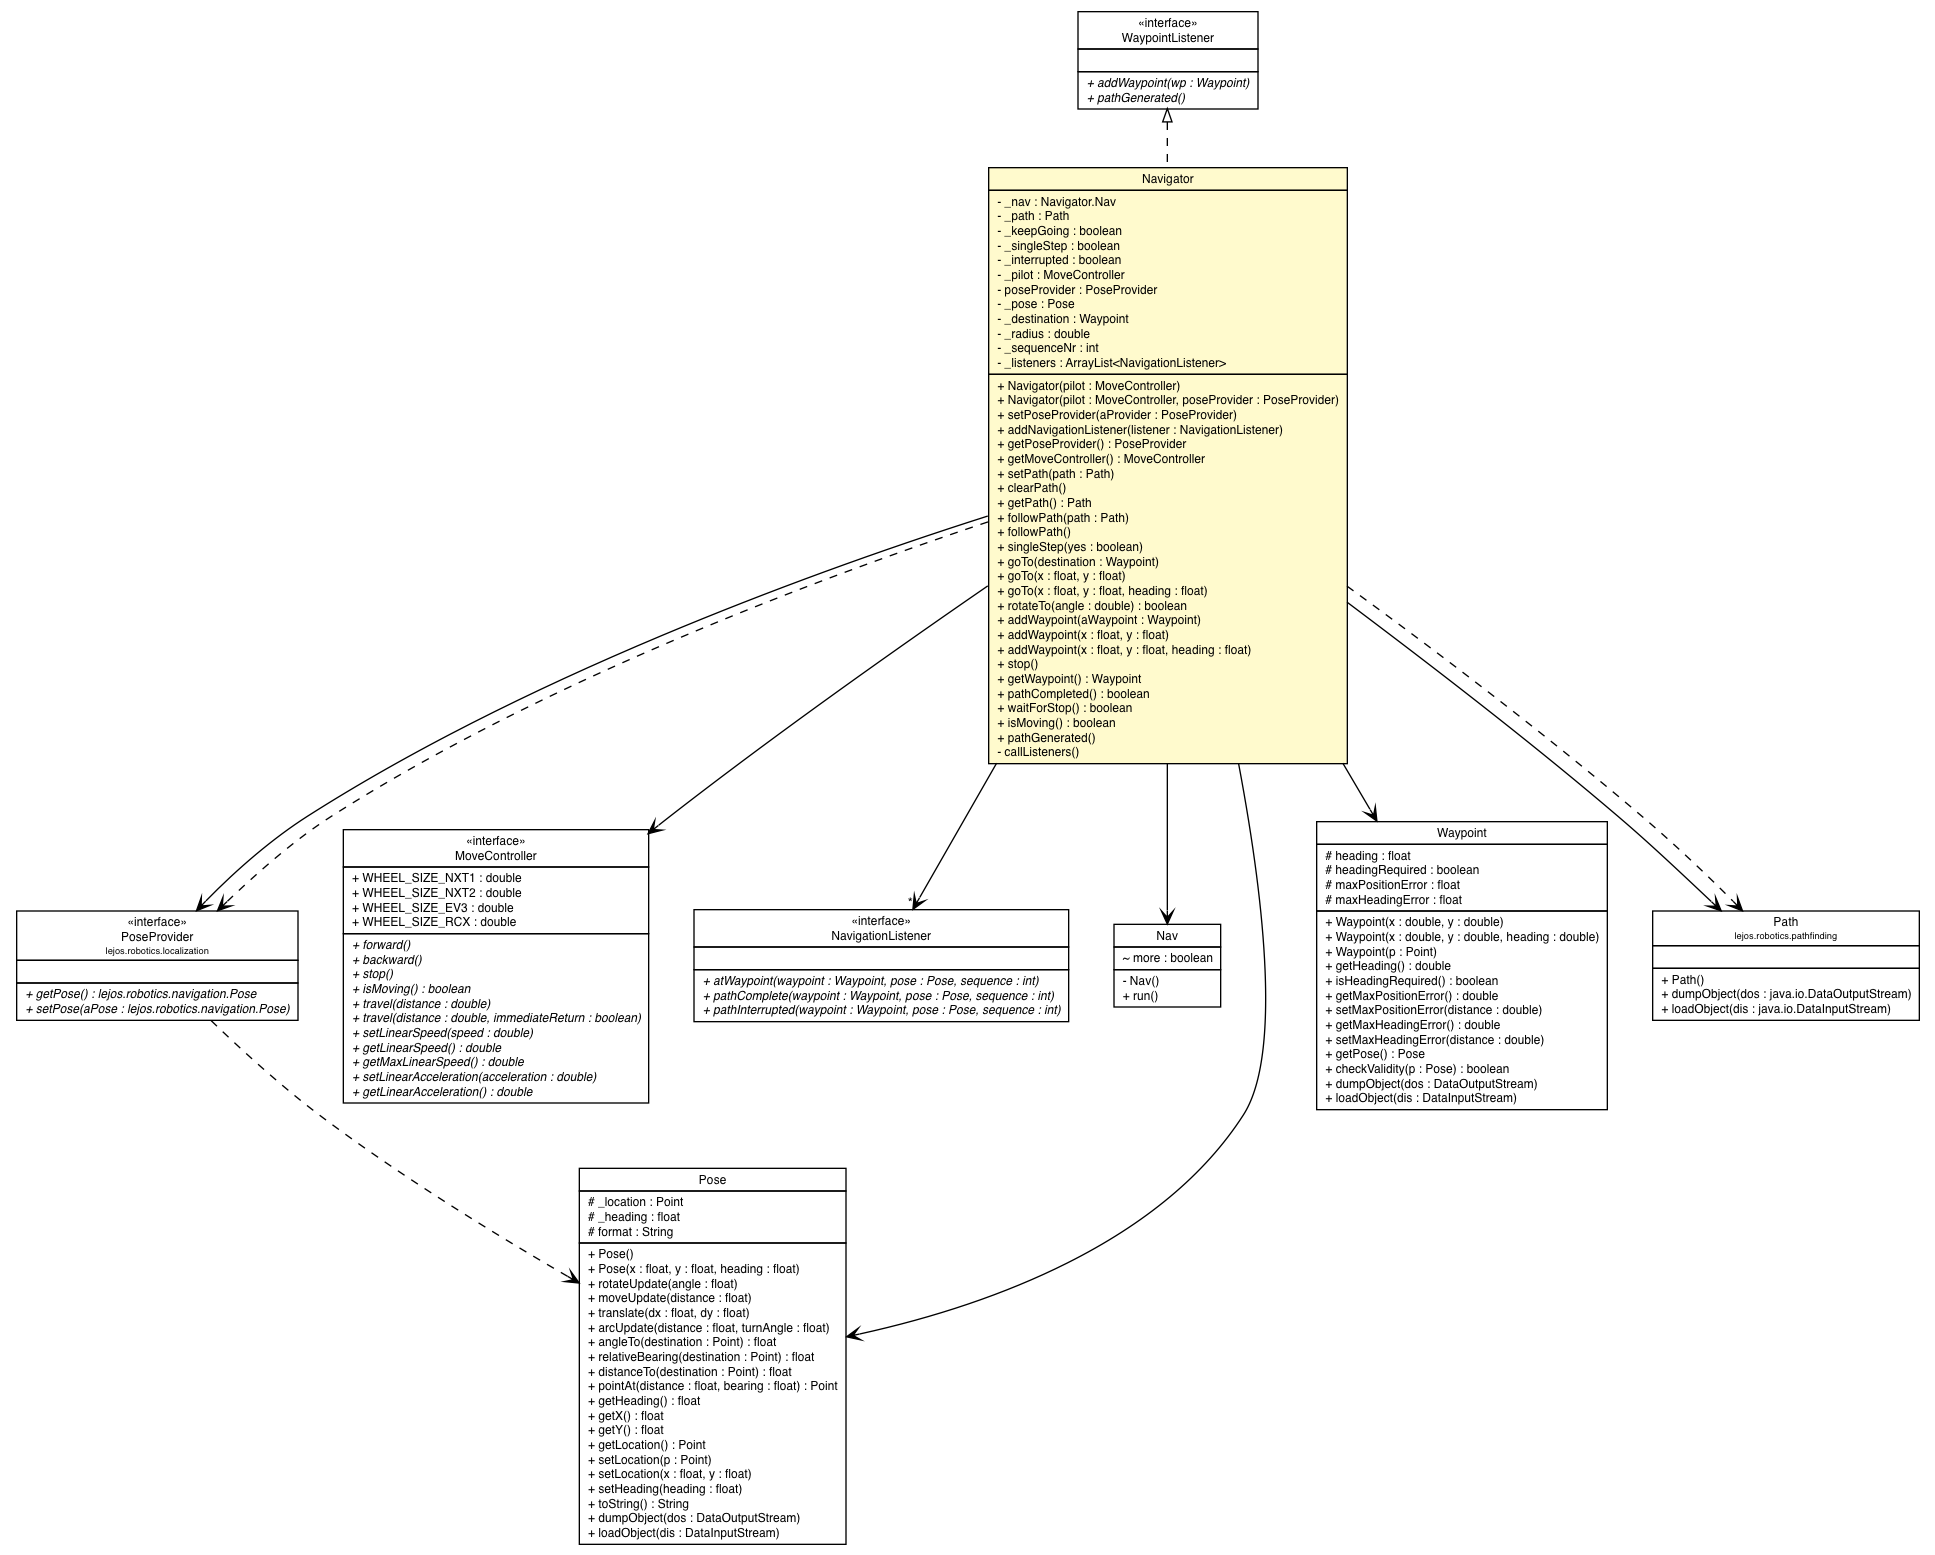 «interface»
WaypointListener
+ addWaypoint(wp : Waypoint)
+ pathGenerated()
Navigator
- _nav : Navigator.Nav
- _path : Path
- _keepGoing : boolean
- _singleStep : boolean
- _interrupted : boolean
- _pilot : MoveController
- poseProvider : PoseProvider
- _pose : Pose
- _destination : Waypoint
- _radius : double
- _sequenceNr : int
- _listeners : ArrayList<NavigationListener>
+ Navigator(pilot : MoveController)
+ Navigator(pilot : MoveController, poseProvider : PoseProvider)
+ setPoseProvider(aProvider : PoseProvider)
+ addNavigationListener(listener : NavigationListener)
+ getPoseProvider() : PoseProvider
+ getMoveController() : MoveController
+ setPath(path : Path)
+ clearPath()
+ getPath() : Path
+ followPath(path : Path)
+ followPath()
+ singleStep(yes : boolean)
+ goTo(destination : Waypoint)
+ goTo(x : float, y : float)
+ goTo(x : float, y : float, heading : float)
+ rotateTo(angle : double) : boolean
+ addWaypoint(aWaypoint : Waypoint)
+ addWaypoint(x : float, y : float)
+ addWaypoint(x : float, y : float, heading : float)
+ stop()
+ getWaypoint() : Waypoint
+ pathCompleted() : boolean
+ waitForStop() : boolean
+ isMoving() : boolean
+ pathGenerated()
- callListeners()
«interface»
PoseProvider
lejos.robotics.localization
+ getPose() : lejos.robotics.navigation.Pose
+ setPose(aPose : lejos.robotics.navigation.Pose)
«interface»
MoveController
+ WHEEL_SIZE_NXT1 : double
+ WHEEL_SIZE_NXT2 : double
+ WHEEL_SIZE_EV3 : double
+ WHEEL_SIZE_RCX : double
+ forward()
+ backward()
+ stop()
+ isMoving() : boolean
+ travel(distance : double)
+ travel(distance : double, immediateReturn : boolean)
+ setLinearSpeed(speed : double)
+ getLinearSpeed() : double
+ getMaxLinearSpeed() : double
+ setLinearAcceleration(acceleration : double)
+ getLinearAcceleration() : double
*
«interface»
NavigationListener
+ atWaypoint(waypoint : Waypoint, pose : Pose, sequence : int)
+ pathComplete(waypoint : Waypoint, pose : Pose, sequence : int)
+ pathInterrupted(waypoint : Waypoint, pose : Pose, sequence : int)
Nav
~ more : boolean
- Nav()
+ run()
Waypoint
# heading : float
# headingRequired : boolean
# maxPositionError : float
# maxHeadingError : float
+ Waypoint(x : double, y : double)
+ Waypoint(x : double, y : double, heading : double)
+ Waypoint(p : Point)
+ getHeading() : double
+ isHeadingRequired() : boolean
+ getMaxPositionError() : double
+ setMaxPositionError(distance : double)
+ getMaxHeadingError() : double
+ setMaxHeadingError(distance : double)
+ getPose() : Pose
+ checkValidity(p : Pose) : boolean
+ dumpObject(dos : DataOutputStream)
+ loadObject(dis : DataInputStream)
Path
lejos.robotics.pathfinding
+ Path()
+ dumpObject(dos : java.io.DataOutputStream)
+ loadObject(dis : java.io.DataInputStream)
Pose
# _location : Point
# _heading : float
# format : String
+ Pose()
+ Pose(x : float, y : float, heading : float)
+ rotateUpdate(angle : float)
+ moveUpdate(distance : float)
+ translate(dx : float, dy : float)
+ arcUpdate(distance : float, turnAngle : float)
+ angleTo(destination : Point) : float
+ relativeBearing(destination : Point) : float
+ distanceTo(destination : Point) : float
+ pointAt(distance : float, bearing : float) : Point
+ getHeading() : float
+ getX() : float
+ getY() : float
+ getLocation() : Point
+ setLocation(p : Point)
+ setLocation(x : float, y : float)
+ setHeading(heading : float)
+ toString() : String
+ dumpObject(dos : DataOutputStream)
+ loadObject(dis : DataInputStream)